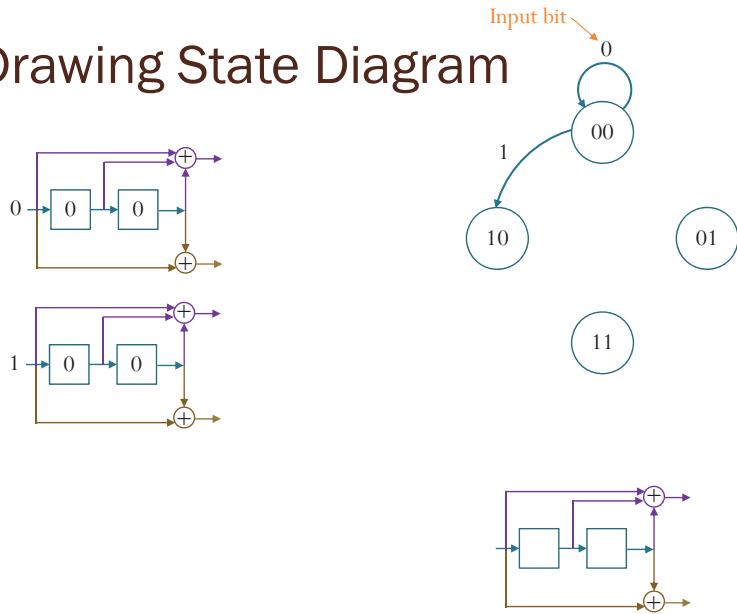 Input bit
Drawing State Diagram
0
00
1
+
0 0 0
10 01
+
+
11
1 0 0
+
+
+